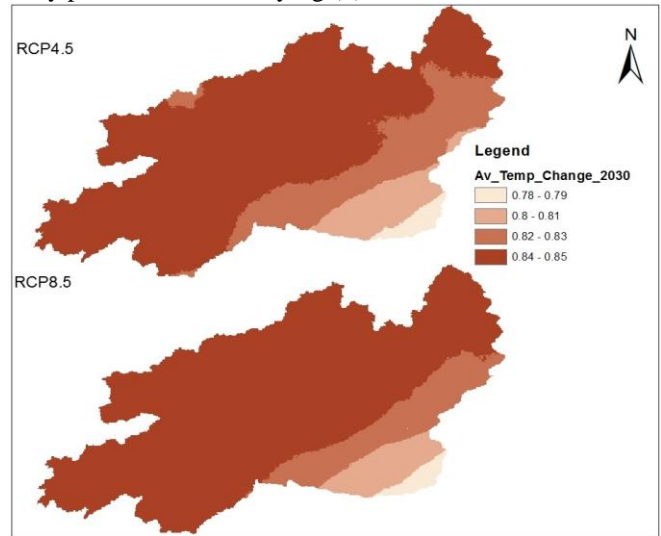 RCP4.5
N
Legend
Av_Temp_Change_2030
0.78 - 0.79
0.8 - 0.81
0.82 - 0.83
0.84 - 0.85
RCP8.5